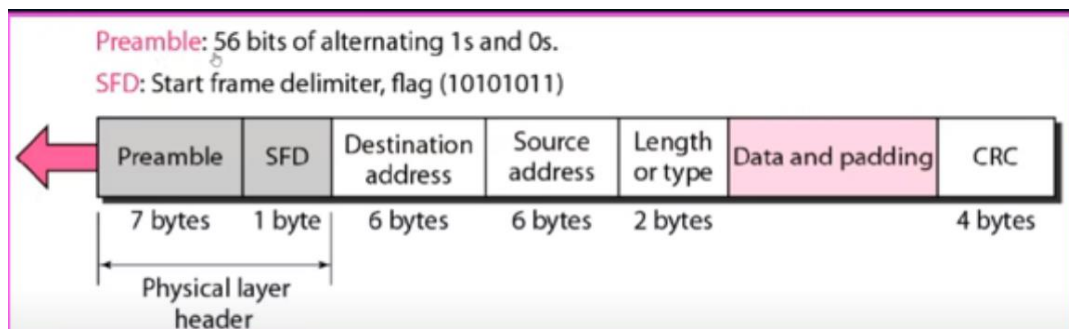 Preamble: 56 bits of alternating 1s and 0s.
SFD: Start frame delimiter, flag (10101011)
Preamble
SFD
Destination
address
Source
address
Length
or type
Data and padding
CRC
7 bytes
1 byte
6 bytes
6 bytes
2 bytes
4 bytes
Physical layer
header